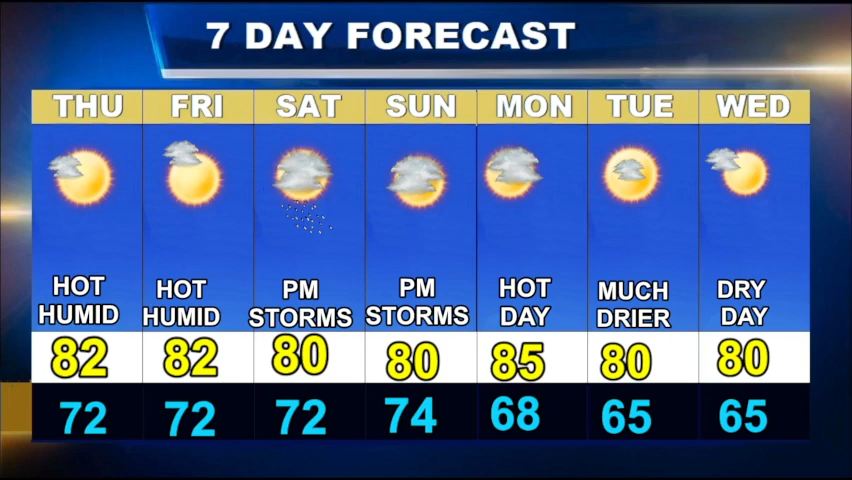 7 DAY FORECAST
THU FRI SAT SUN MON TUE WED
HOT HOT PM PM HOT MUCH DRY
HUMID HUMID STORMS STORMS DAY DRIER DAY
82 82 80 80 85 80 80
72 72 72 74 68 65 65